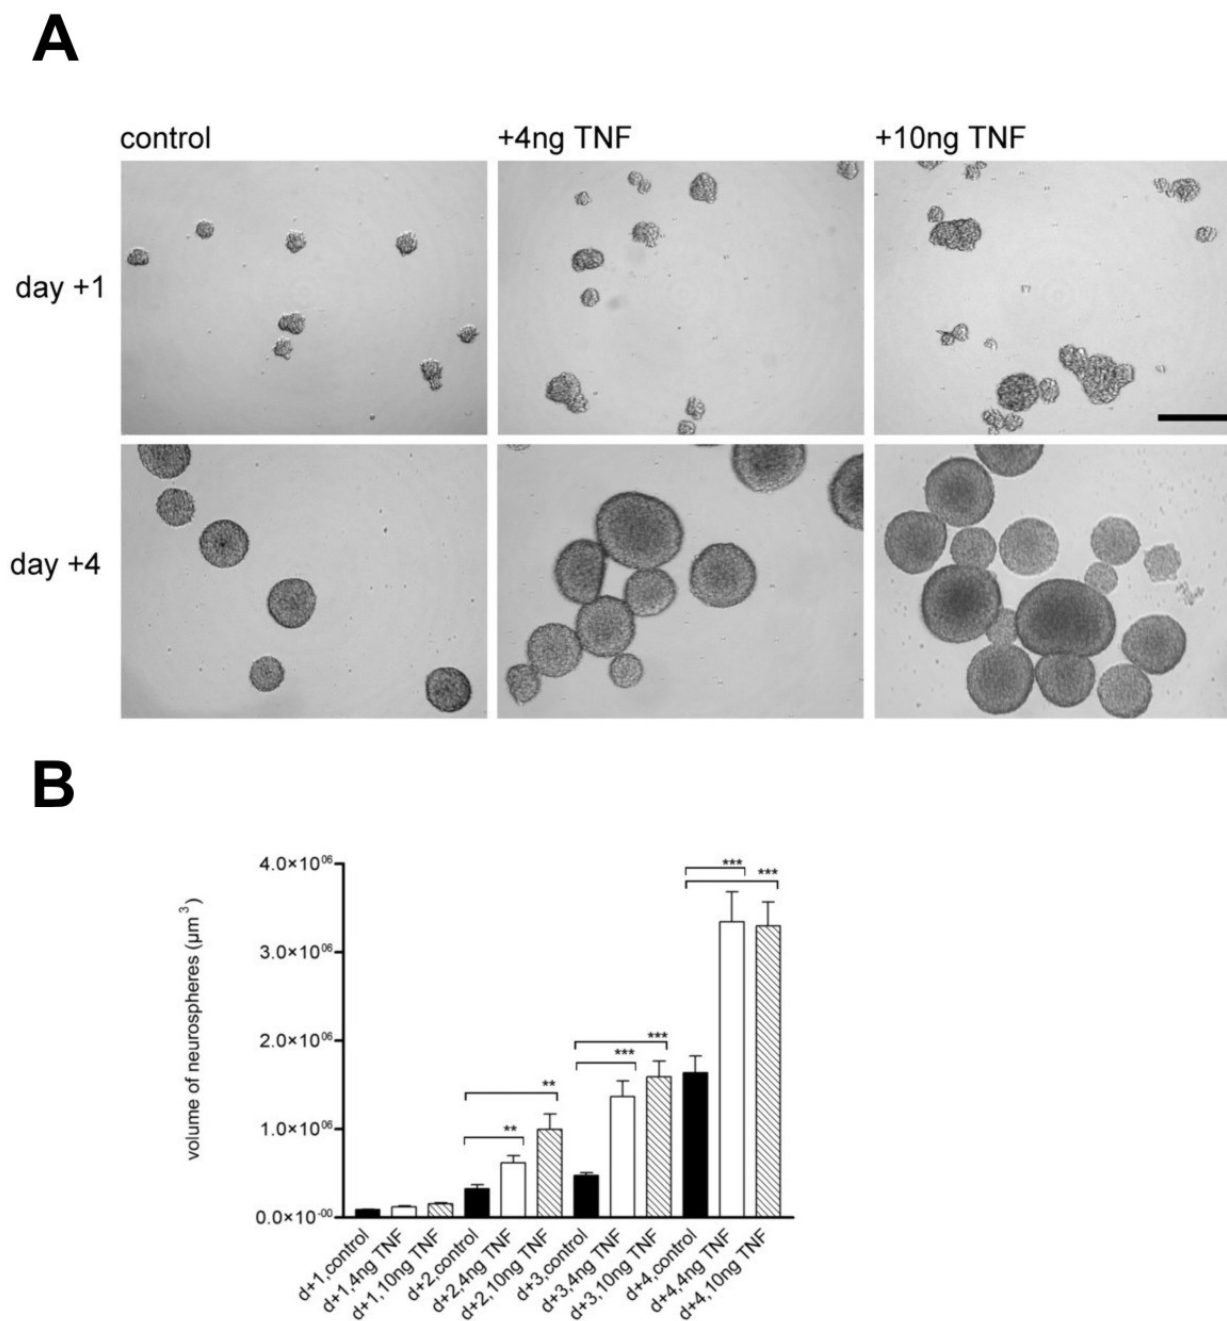 A
control +4ng TNF +10ng TNF
day +1
day +4
B
volume of neurospheres (µm³)
4.0×10⁰⁶
3.0×10⁰⁶
2.0×10⁰⁶
1.0×10⁰⁶
0.0×10⁻⁰⁰
***
***
***
***
**
**
d+1,control
d+1,4ng TNF
d+1,10ng TNF
d+2,control
d+2,4ng TNF
d+2,10ng TNF
d+3,control
d+3,4ng TNF
d+3,10ng TNF
d+4,control
d+4,4ng TNF
d+4,10ng TNF